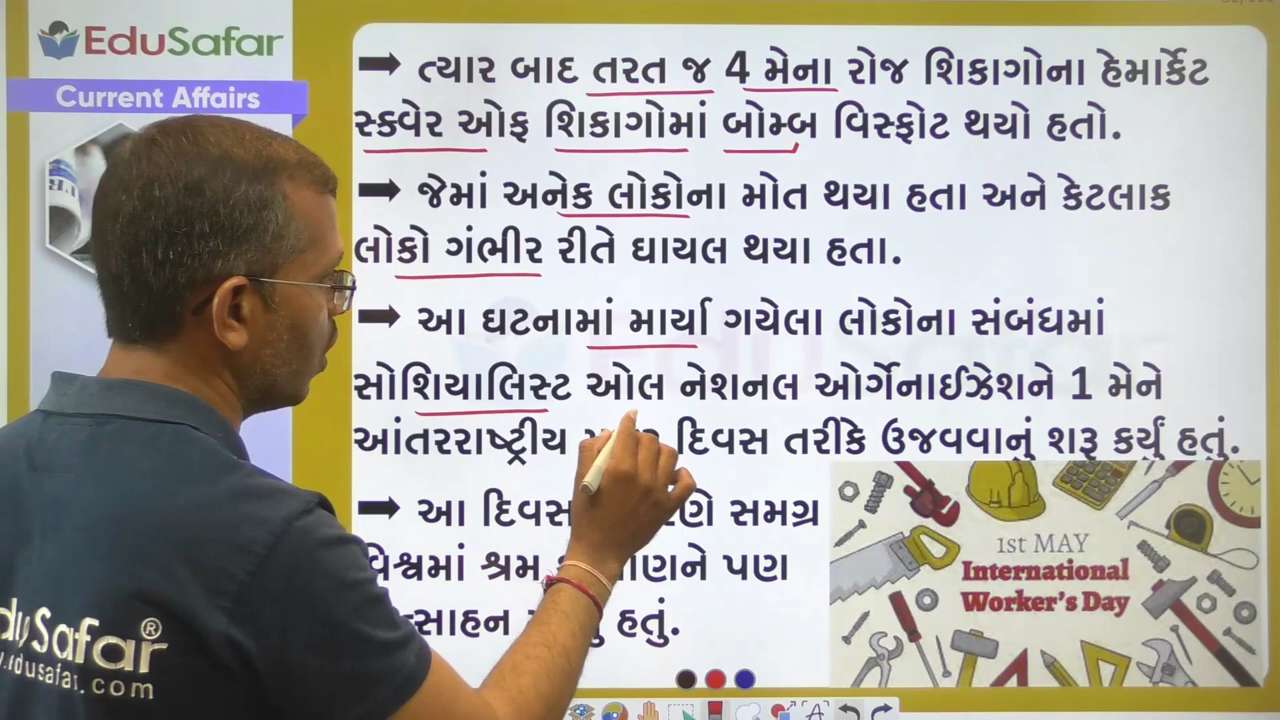 EduSafar
Current Affairs
➡ ત્યાર બાદ તરત જ 4 મેના રોજ શિકાગોના હેમાર્કેટ
સ્ક્વેર ઓફ શિકાગોમાં બોમ્બ વિસ્ફોટ થયો હતો.
➡ જેમાં અનેક લોકોના મોત થયા હતા અને કેટલાક
લોકો ગંભીર રીતે ઘાયલ થયા હતા.
➡ આ ઘટનામાં માર્યા ગયેલા લોકોના સંબંધમાં
સોશિયાલિસ્ટ ઓલ નેશનલ ઓર્ગેનાઈઝેશને 1 મેને
આંતરરાષ્ટ્રીય દિવસ તરીકે ઉજવવાનું શરૂ કર્યું હતું.
➡ આ દિવસ સમગ્ર
વિશ્વમાં શ્રમ પણ
હતું.
1st MAY
International
Worker's Day
duSafar®
.edusafar.com